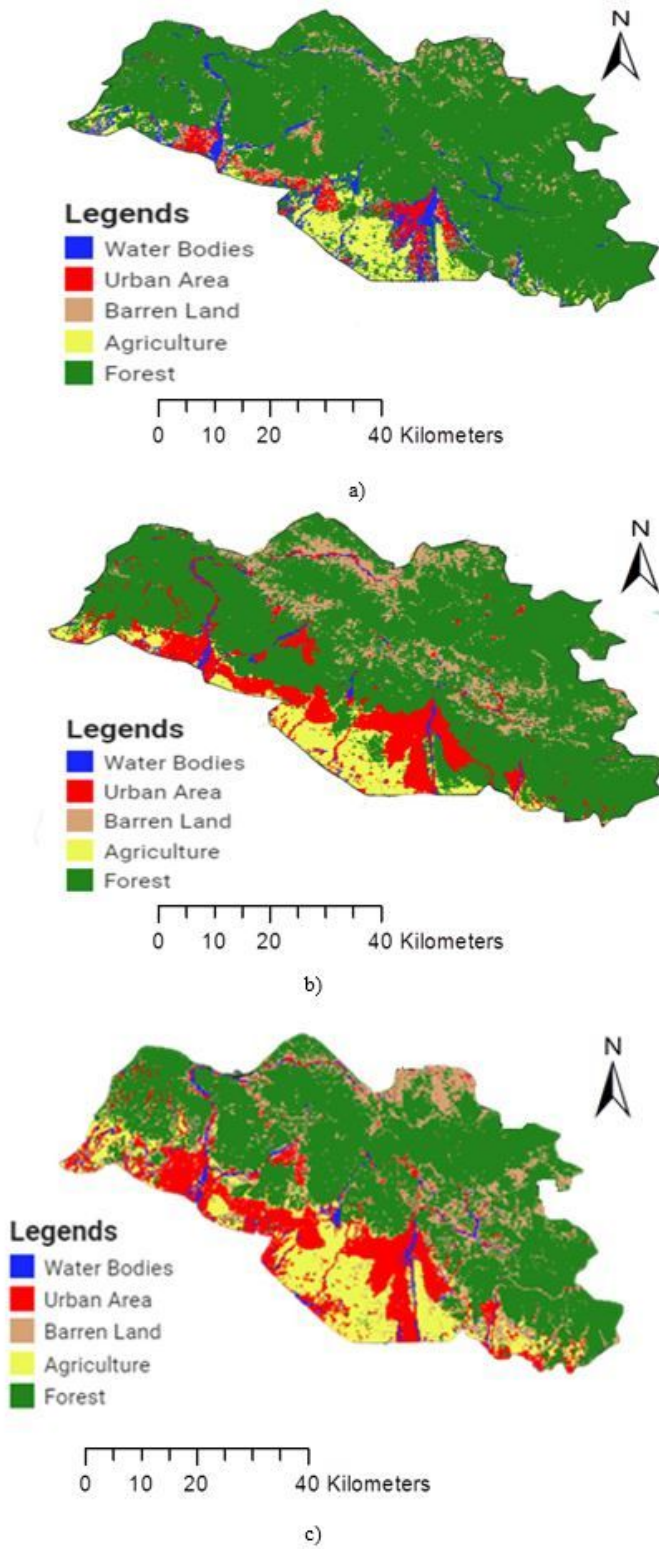 N
Legends
Water Bodies
Urban Area
Barren Land
Agriculture
Forest
0 10 20 40 Kilometers
a)
N
Legends
Water Bodies
Urban Area
Barren Land
Agriculture
Forest
0 10 20 40 Kilometers
b)
N
Legends
Water Bodies
Urban Area
Barren Land
Agriculture
Forest
0 10 20 40 Kilometers
c)